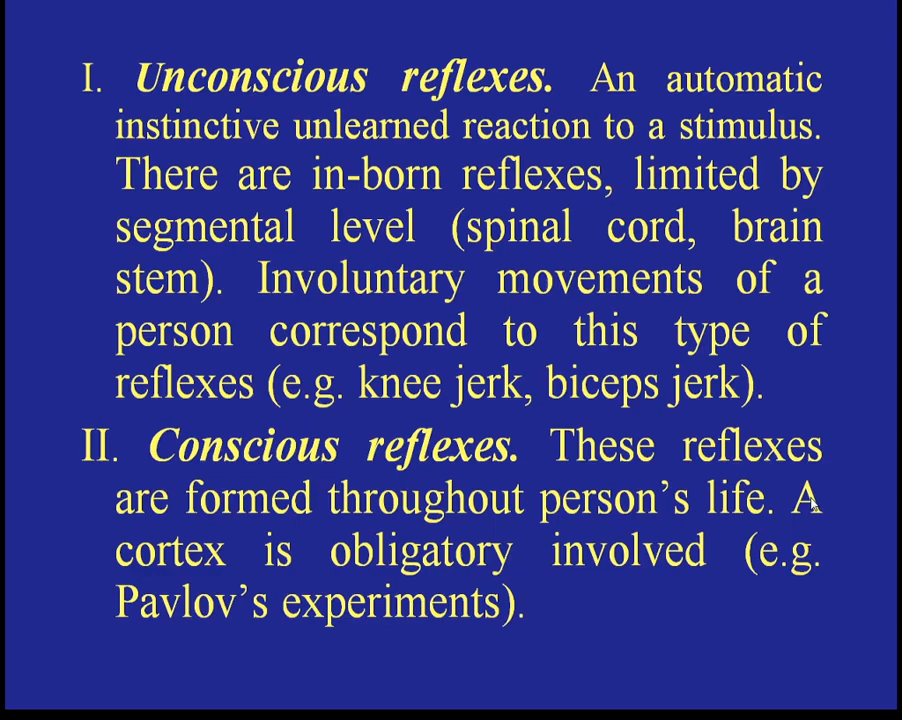 I. Unconscious reflexes. An automatic
instinctive unlearned reaction to a stimulus.
There are in-born reflexes, limited by
segmental level (spinal cord, brain
stem). Involuntary movements of a
person correspond to this type of
reflexes (e.g. knee jerk, biceps jerk).
II. Conscious reflexes. These reflexes
are formed throughout person’s life. A
cortex is obligatory involved (e.g.
Pavlov’s experiments).